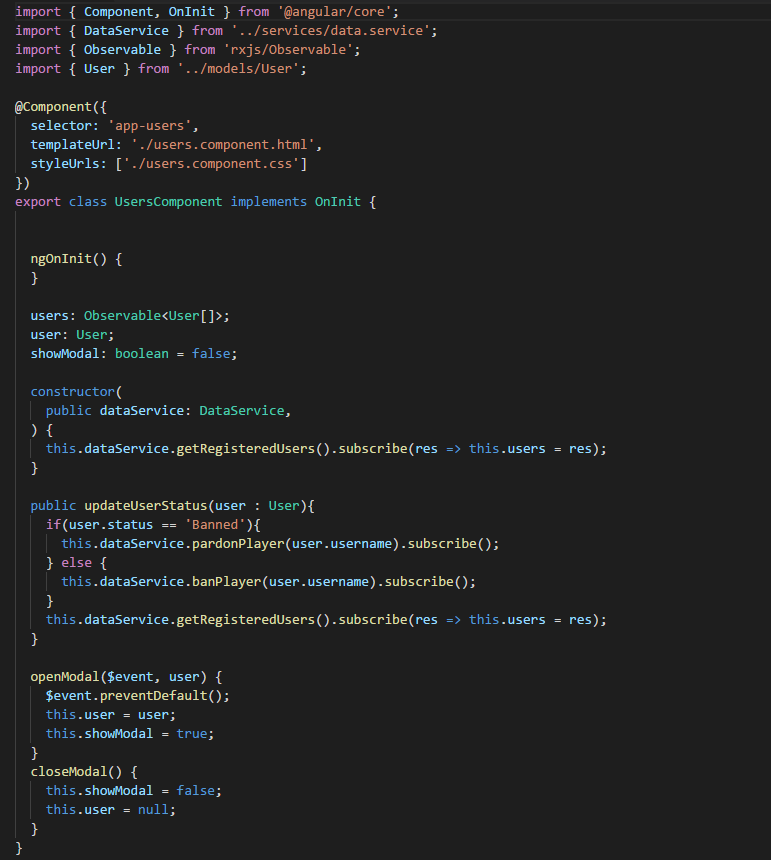 import { Component, OnInit } from '@angular/core';
import { DataService } from '../services/data.service';
import { Observable } from 'rxjs/Observable';
import { User } from '../models/User';
@Component({
  selector: 'app-users',
  templateUrl: './users.component.html',
  styleUrls: ['./users.component.css']
})
export class UsersComponent implements OnInit {
  ngOnInit() {
  }
  users: Observable<User[]>;
  user: User;
  showModal: boolean = false;
  constructor(
    public dataService: DataService,
  ) {
    this.dataService.getRegisteredUsers().subscribe(res => this.users = res);
  }
  public updateUserStatus(user : User){
    if(user.status == 'Banned'){
      this.dataService.pardonPlayer(user.username).subscribe();
    } else {
      this.dataService.banPlayer(user.username).subscribe();
    }
    this.dataService.getRegisteredUsers().subscribe(res => this.users = res);
  }
  openModal($event, user) {
    $event.preventDefault();
    this.user = user;
    this.showModal = true;
  }
  closeModal() {
    this.showModal = false;
    this.user = null;
  }
}